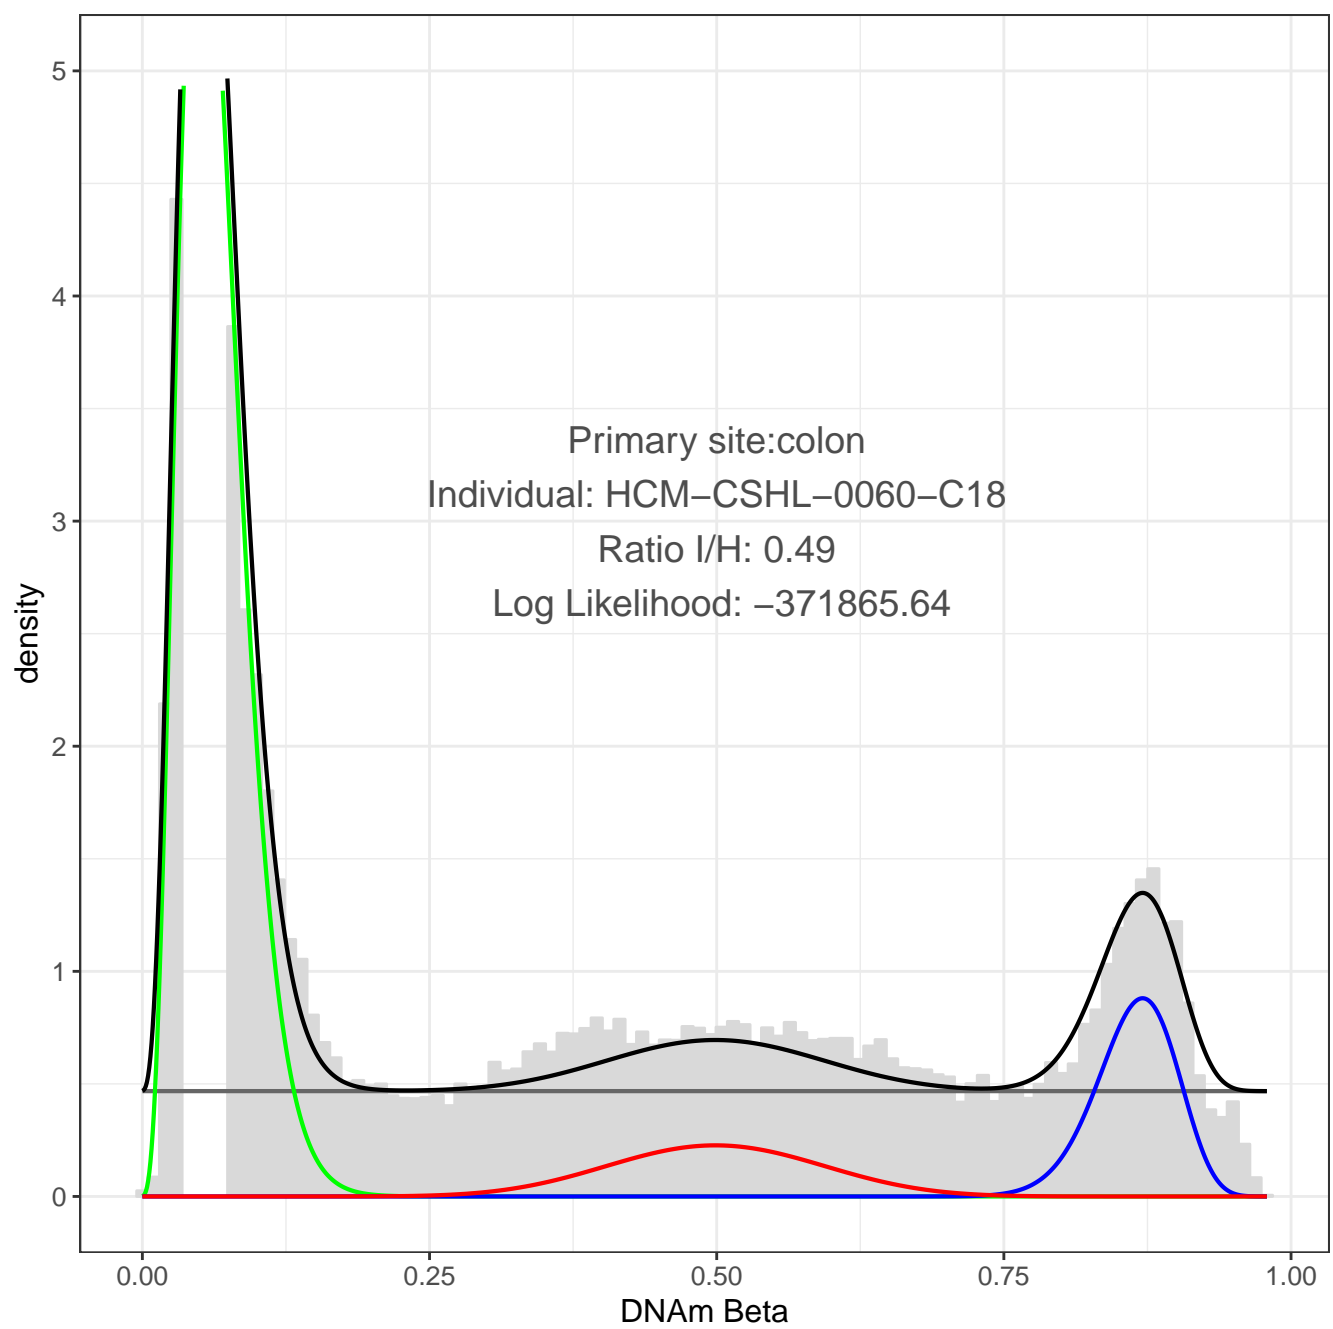 5
4
3
2
1
0
density
Primary site:colon
Individual: HCM−CSHL−0060−C18
Ratio I/H: 0.49
Log Likelihood: −371865.64
0.00 0.25 0.50 0.75 1.00
DNAm Beta